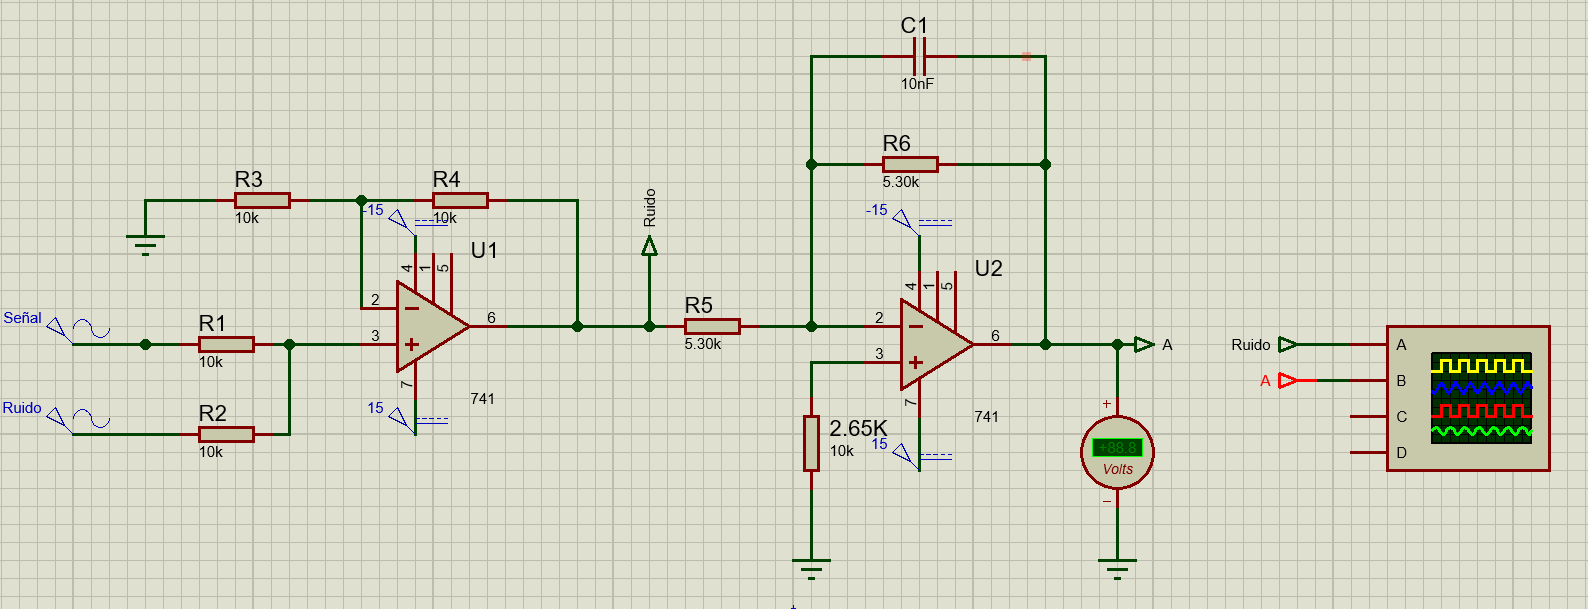 C1
10nF
R6
5.30k
R3
10k
R4
10k
-15
4
1
5
U1
2
3
6
7
741
15
Señal
R1
10k
Ruido
R2
10k
Ruido
R5
5.30k
-15
4
1
5
U2
2
3
6
7
741
15
2.65K
10k
A
+
+88.8
Volts
−
Ruido
A
A
B
C
D